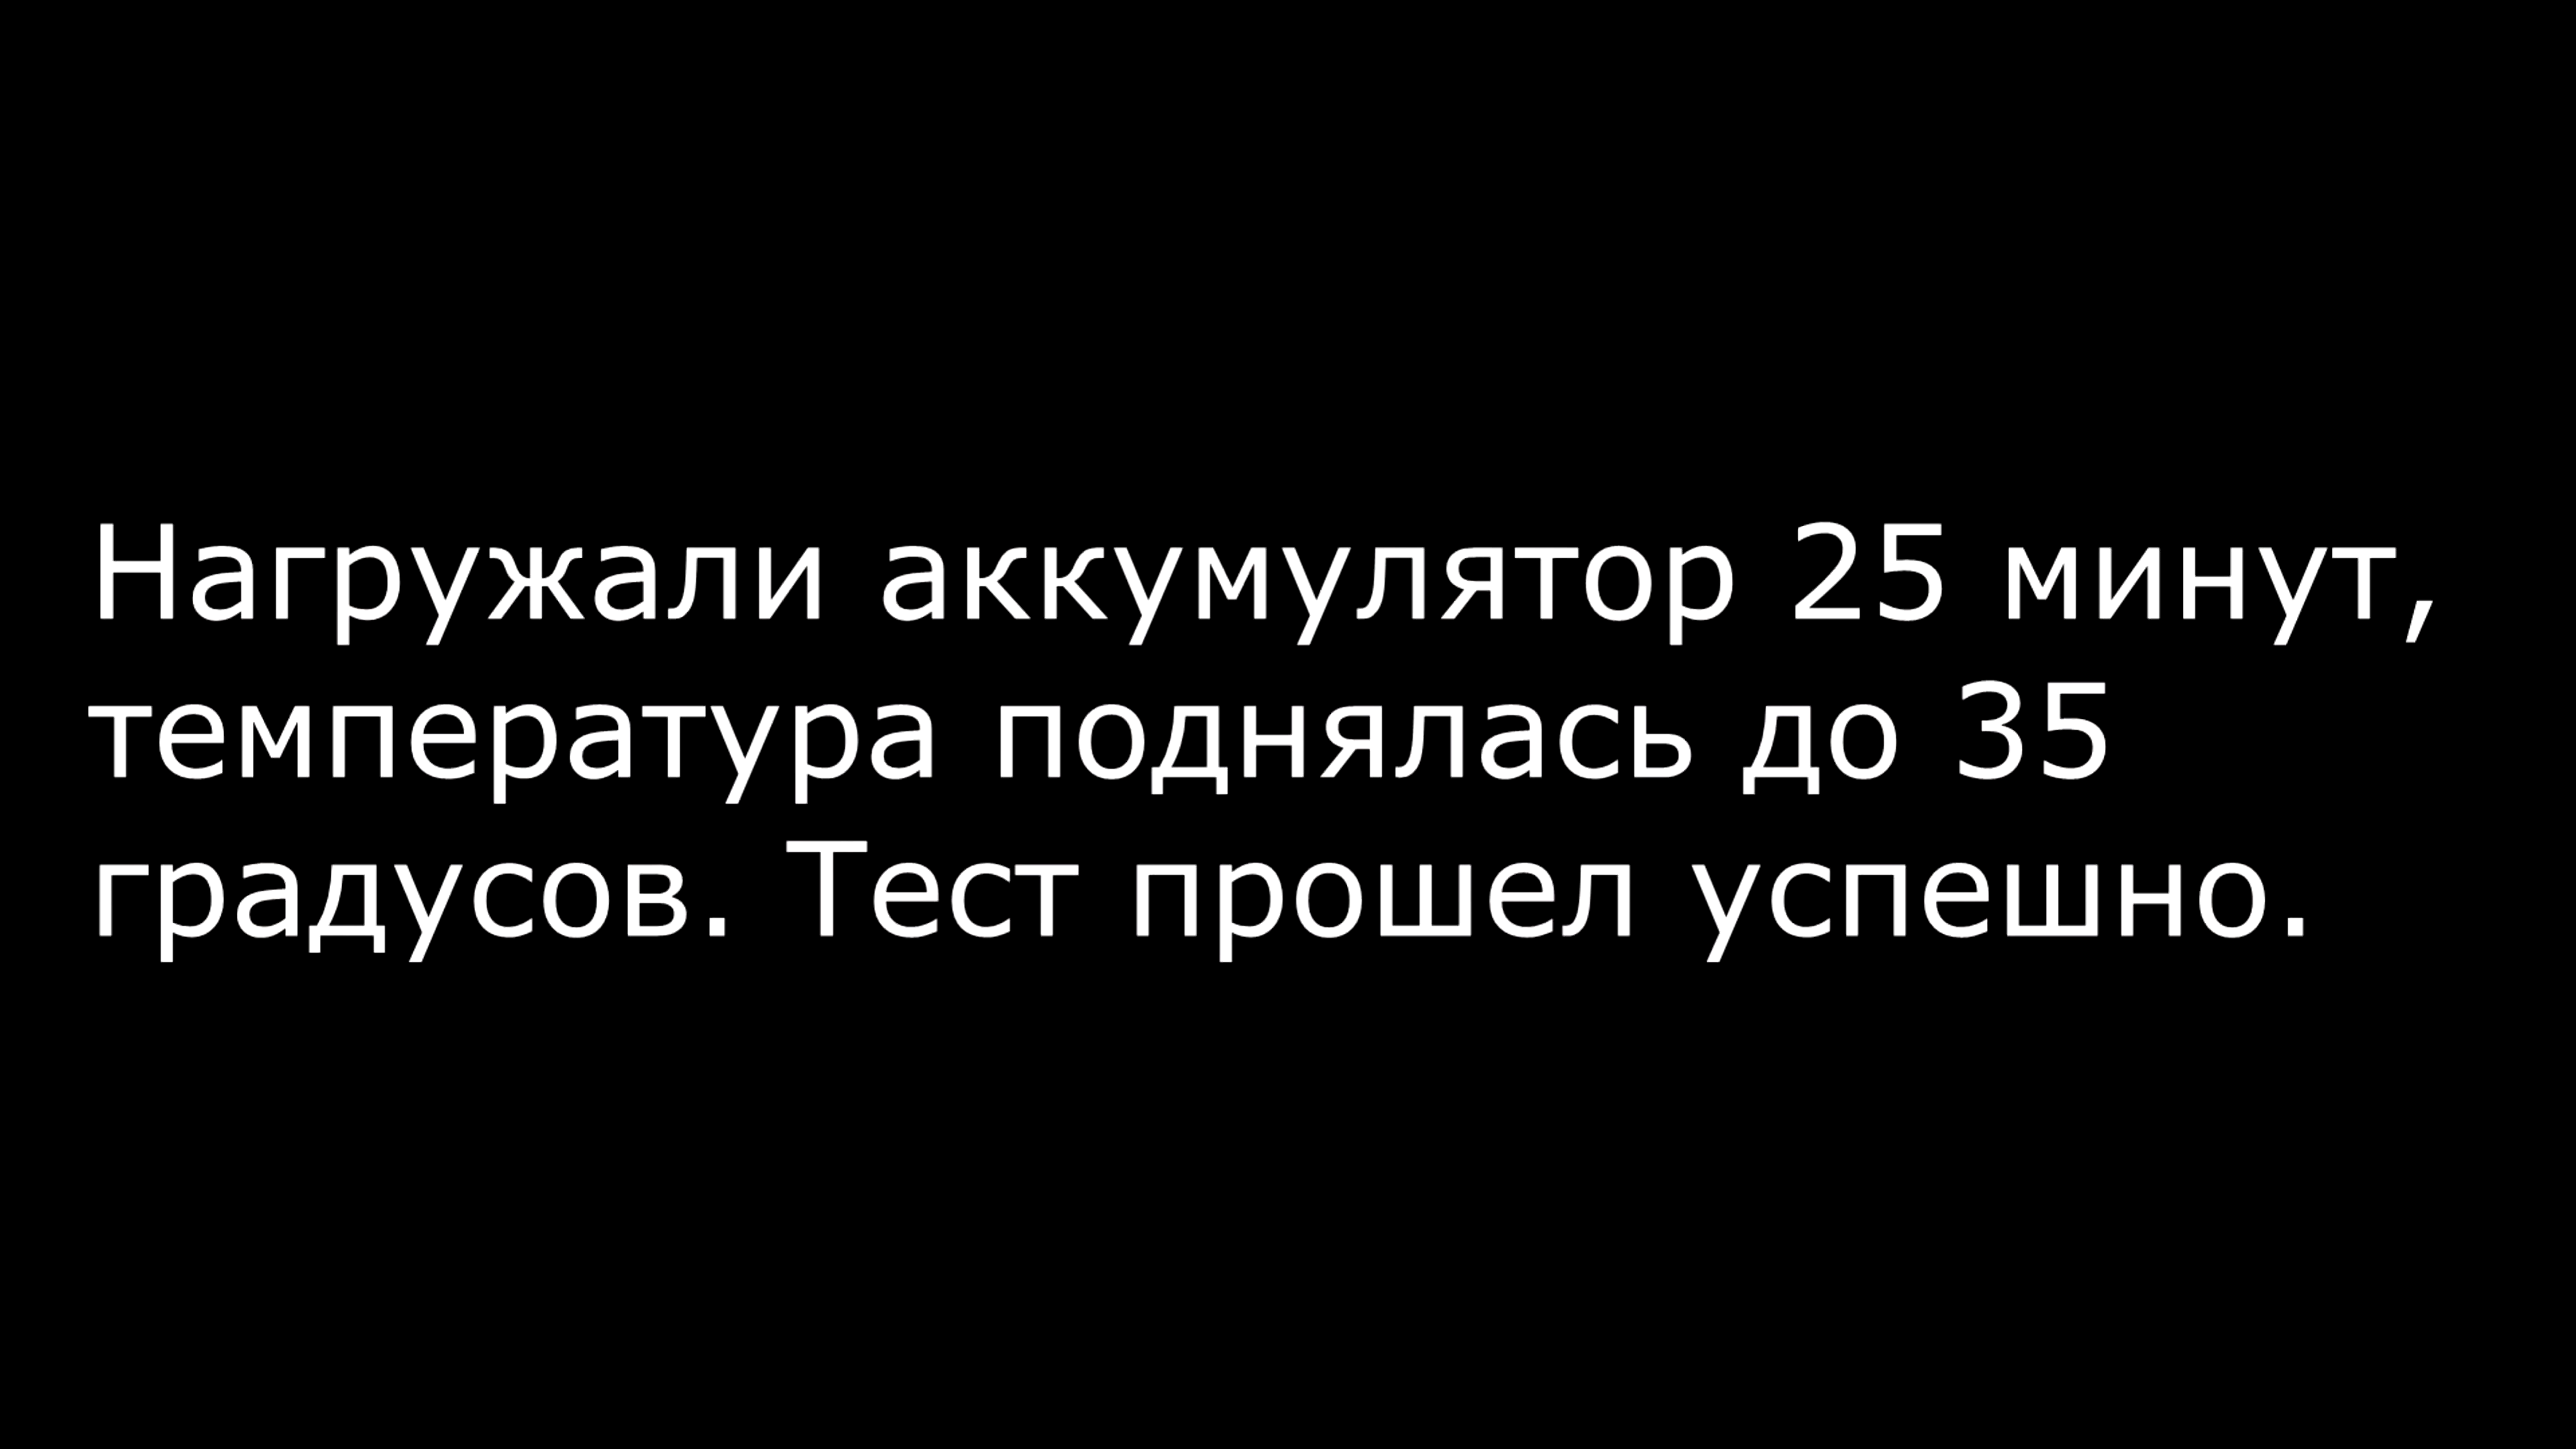 Нагружали аккумулятор 25 минут,
температура поднялась до 35
градусов. Тест прошел успешно.